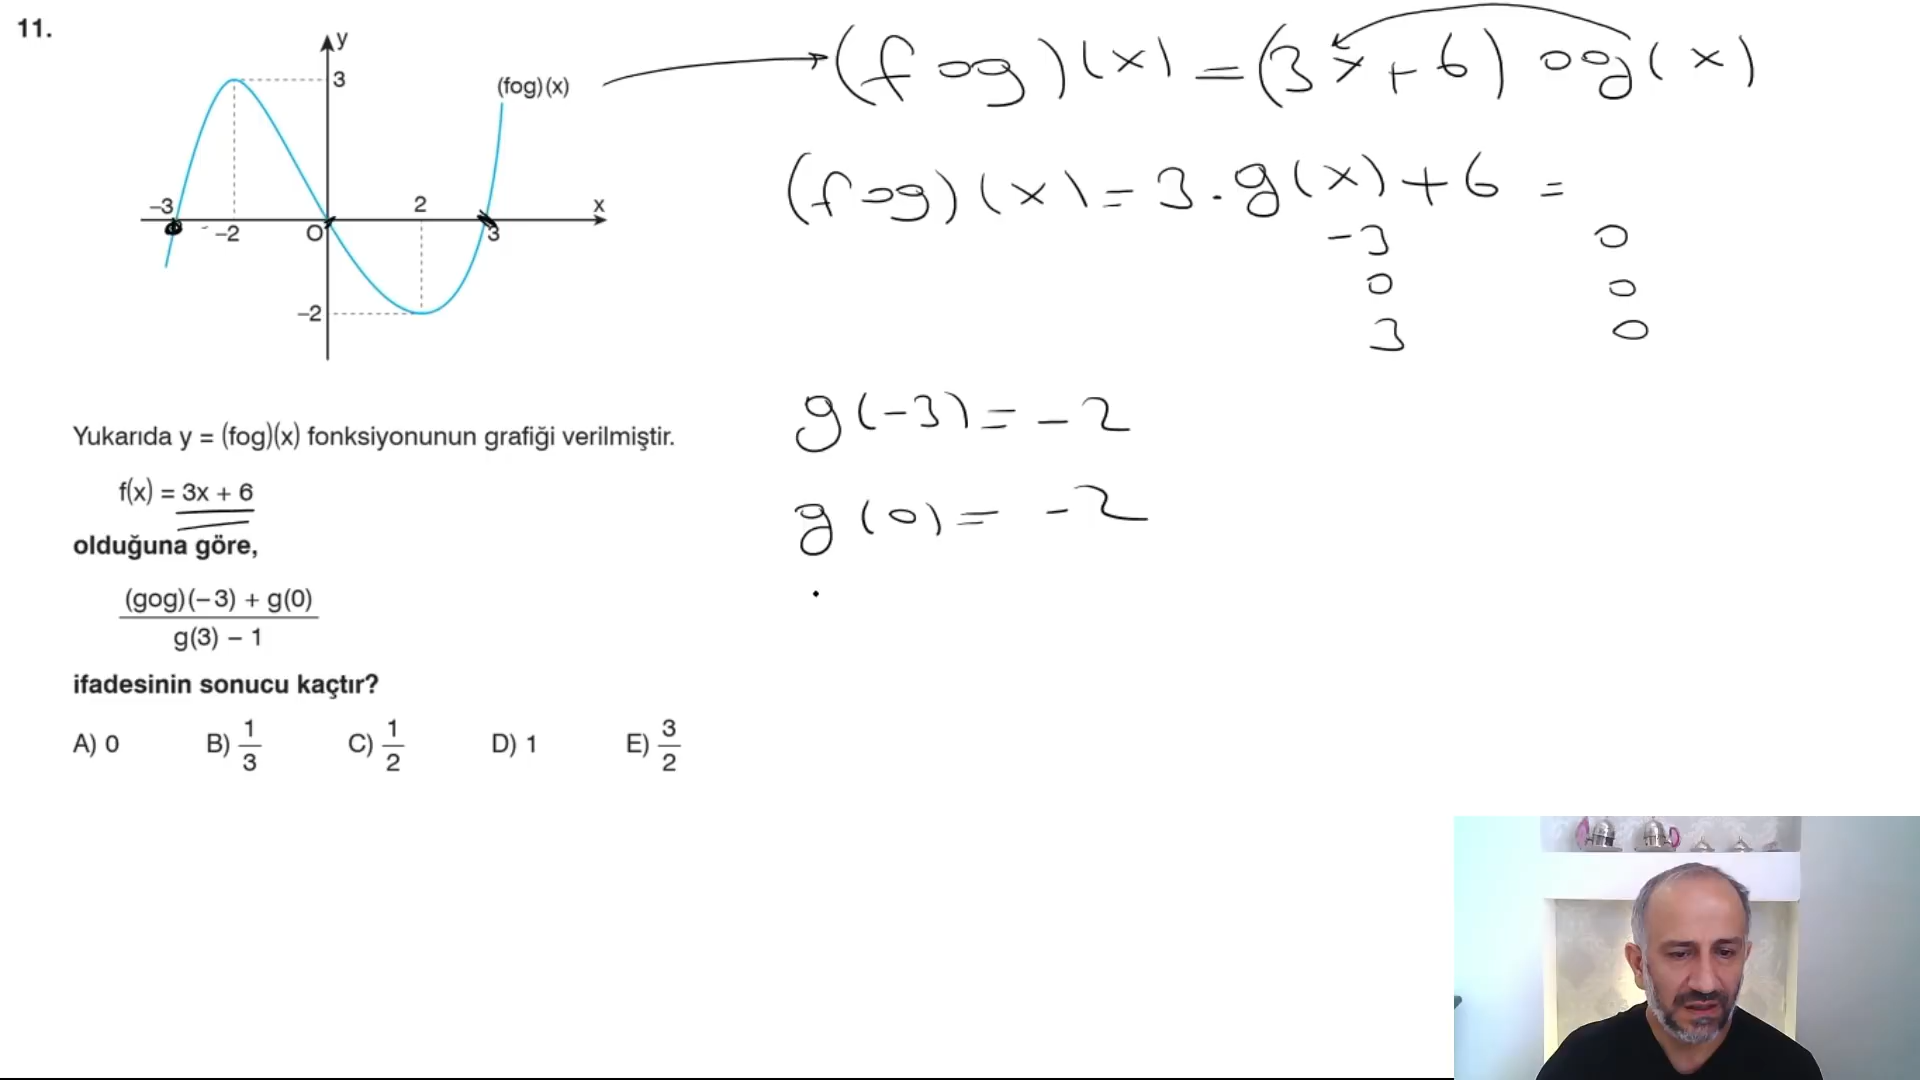 11.
y
3
(fog)(x)
-3
-2
O
2
3
x
-2
Yukarıda y = (fog)(x) fonksiyonunun grafiği verilmiştir.
f(x) = 3x + 6
olduğuna göre,
(gog)(-3) + g(0)
g(3) - 1
ifadesinin sonucu kaçtır?
A) 0 B) 1/3 C) 1/2 D) 1 E) 3/2
(fog)(x) = (3x+6)og(x)
(fog)(x) = 3.g(x)+6 =
-3 0
0 0
3 0
g(-3) = -2
g(0) = -2